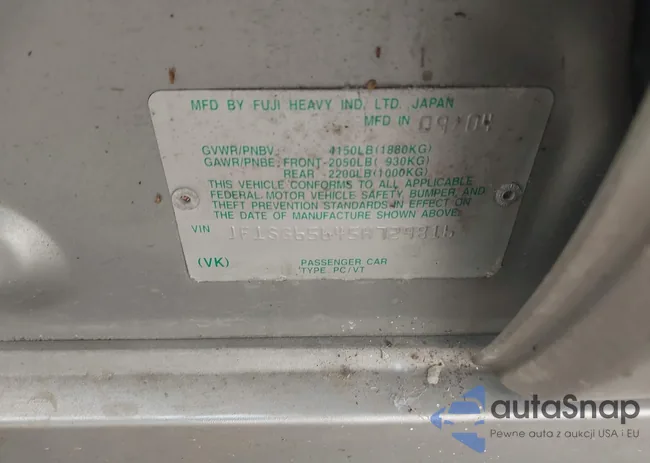 MFD BY FUJI HEAVY IND. LTD. JAPAN
MFD IN 09/04
GVWR/PNBV 4150LB(1880KG)
GAWR/PNBE, FRONT-2050LB( 930KG)
REAR -2200LB(1000KG)
THIS VEHICLE CONFORMS TO ALL APPLICABLE
FEDERAL MOTOR VEHICLE SAFETY, BUMPER, AND
THEFT PREVENTION STANDARDS IN EFFECT ON
THE DATE OF MANUFACTURE SHOWN ABOVE.
VIN
(VK) PASSENGER CAR
TYPE, PC/VT
autaSnap
Pewne auta z aukcji USA i EU